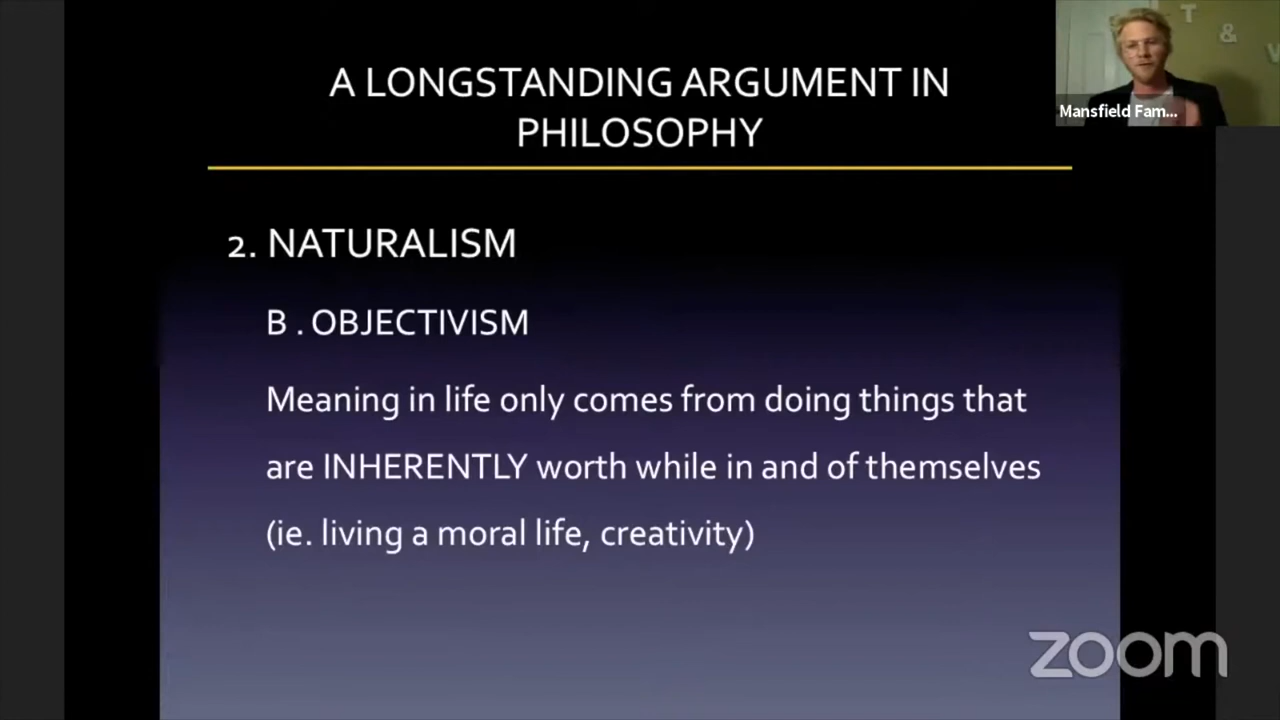 A LONGSTANDING ARGUMENT IN
PHILOSOPHY
T
&
Mansfield Fam...
2. NATURALISM
B . OBJECTIVISM
Meaning in life only comes from doing things that
are INHERENTLY worth while in and of themselves
(ie. living a moral life, creativity)
zoom